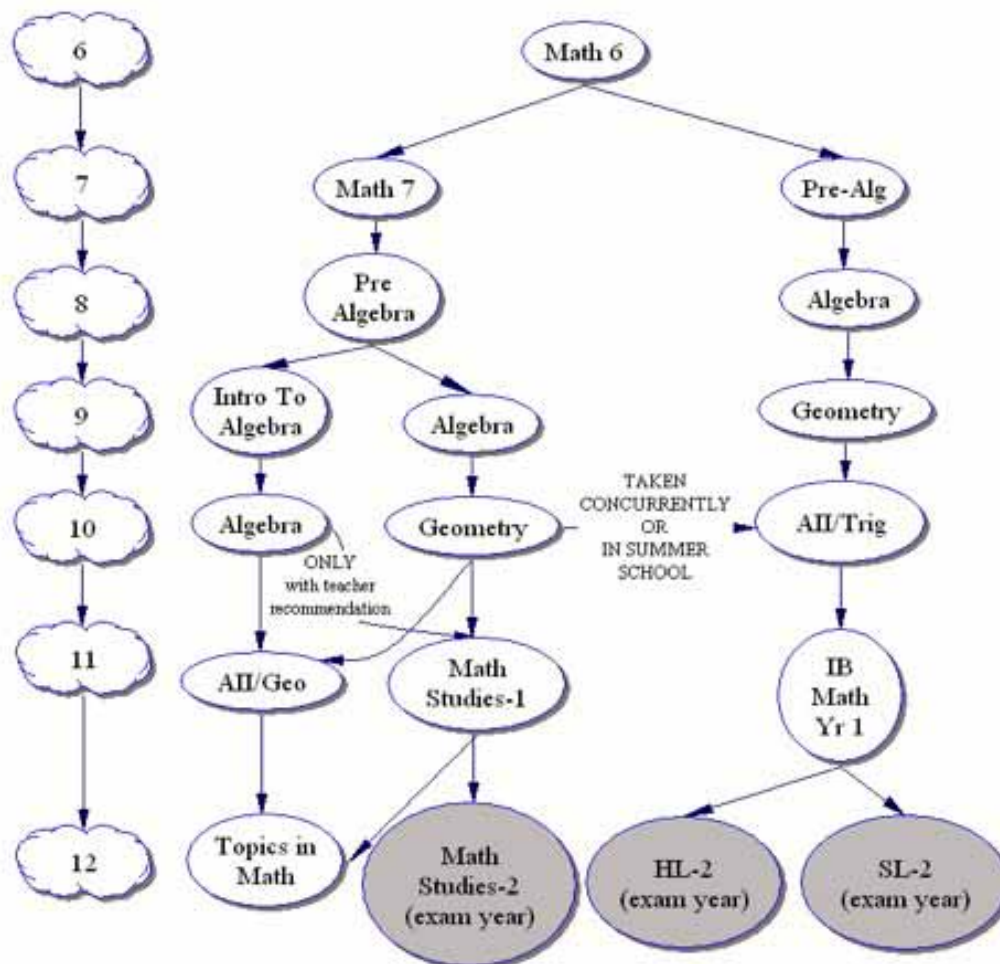 6
Math 6
7
Math 7
Pre-Alg
8
Pre
Algebra
Algebra
9
Intro To
Algebra
Algebra
Geometry
10
Algebra
Geometry
TAKEN
CONCURRENTLY
OR
IN SUMMER
SCHOOL
AII/Trig
ONLY
with teacher
recommendation
11
AII/Geo
Math
Studies-1
IB
Math
Yr 1
12
Topics in
Math
Math
Studies-2
(exam year)
HL-2
(exam year)
SL-2
(exam year)